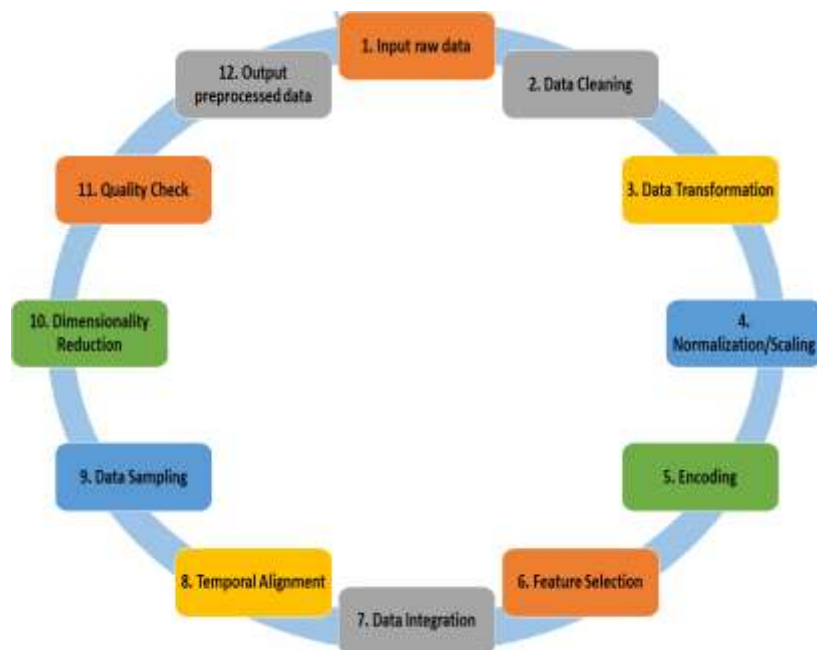 1. Input raw data
2. Data Cleaning
3. Data Transformation
4.
Normalization/Scaling
5. Encoding
6. Feature Selection
7. Data Integration
8. Temporal Alignment
9. Data Sampling
10. Dimensionality
Reduction
11. Quality Check
12. Output
preprocessed data